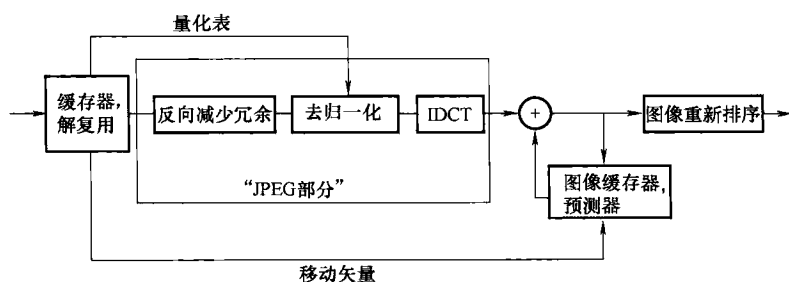 量化表
缓存器,
解复用
反向减少冗余
去归一化
IDCT
+
图像重新排序
“JPEG部分”
图像缓存器,
预测器
移动矢量